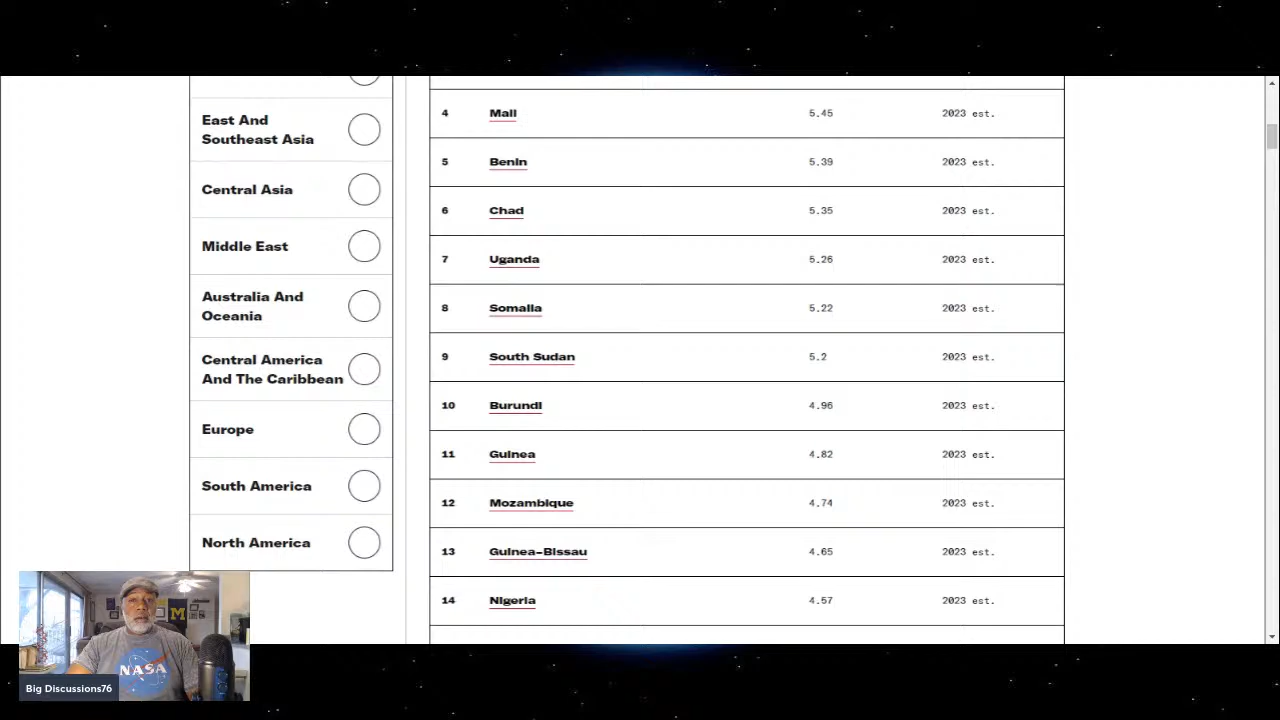 East And
Southeast Asia
Central Asia
Middle East
Australia And
Oceania
Central America
And The Caribbean
Europe
South America
North America
4 Mali 5.45 2023 est.
5 Benin 5.39 2023 est.
6 Chad 5.35 2023 est.
7 Uganda 5.26 2023 est.
8 Somalia 5.22 2023 est.
9 South Sudan 5.2 2023 est.
10 Burundi 4.96 2023 est.
11 Guinea 4.82 2023 est.
12 Mozambique 4.74 2023 est.
13 Guinea-Bissau 4.65 2023 est.
14 Nigeria 4.57 2023 est.
M
NASA
Big Discussions76